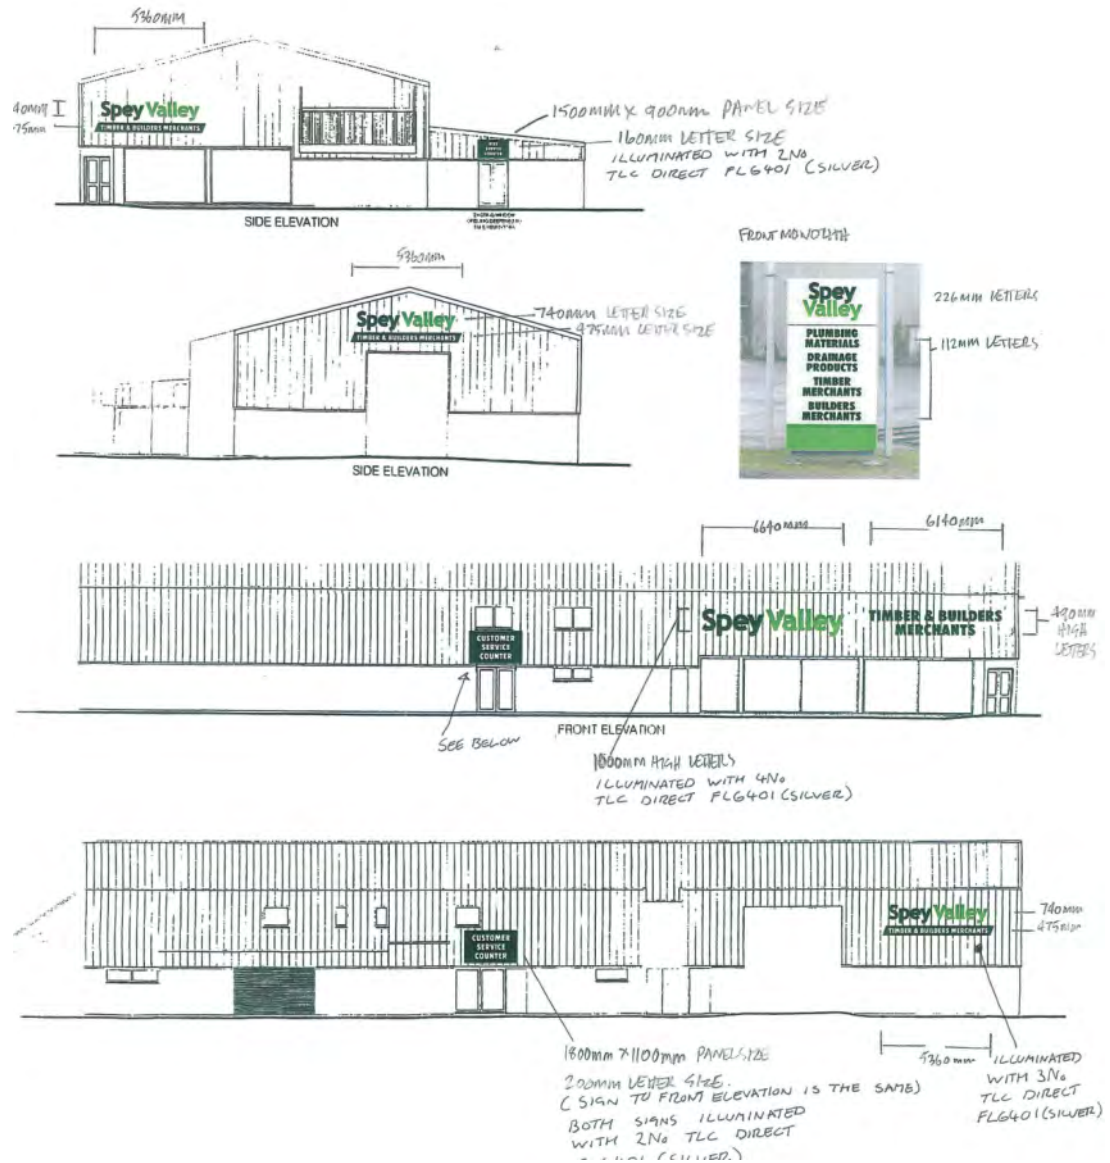 5360mm
Spey Valley
TIMBER & BUILDERS MERCHANTS
75mm
1500mm X 900mm PANEL SIZE
160mm LETTER SIZE
ILLUMINATED WITH 2No
TLC DIRECT FLG401 (SILVER)
SERVICE
COUNTER
SIDE ELEVATION
5360mm
Spey Valley
TIMBER & BUILDERS MERCHANTS
740mm LETTER SIZE
475mm LETTER SIZE
SIDE ELEVATION
FRONT MONOLITH
Spey
Valley
PLUMBING
MATERIALS
DRAINAGE
PRODUCTS
TIMBER
MERCHANTS
BUILDERS
MERCHANTS
226mm LETTERS
112mm LETTERS
6640mm
6140mm
Spey Valley
TIMBER & BUILDERS
MERCHANTS
490mm
HIGH
LETTERS
CUSTOMER
SERVICE
COUNTER
FRONT ELEVATION
SEE BELOW
1000mm HIGH LETTERS
ILLUMINATED WITH 4No
TLC DIRECT FLG401 (SILVER)
Spey Valley
TIMBER & BUILDERS MERCHANTS
740mm
475mm
CUSTOMER
SERVICE
COUNTER
1800mm X 1100mm PANEL SIZE
200mm LETTER SIZE.
(SIGN TO FRONT ELEVATION IS THE SAME)
BOTH SIGNS ILLUMINATED
WITH 2No TLC DIRECT
(SILVER)
5360mm
ILLUMINATED
WITH 3No
TLC DIRECT
FLG401 (SILVER)